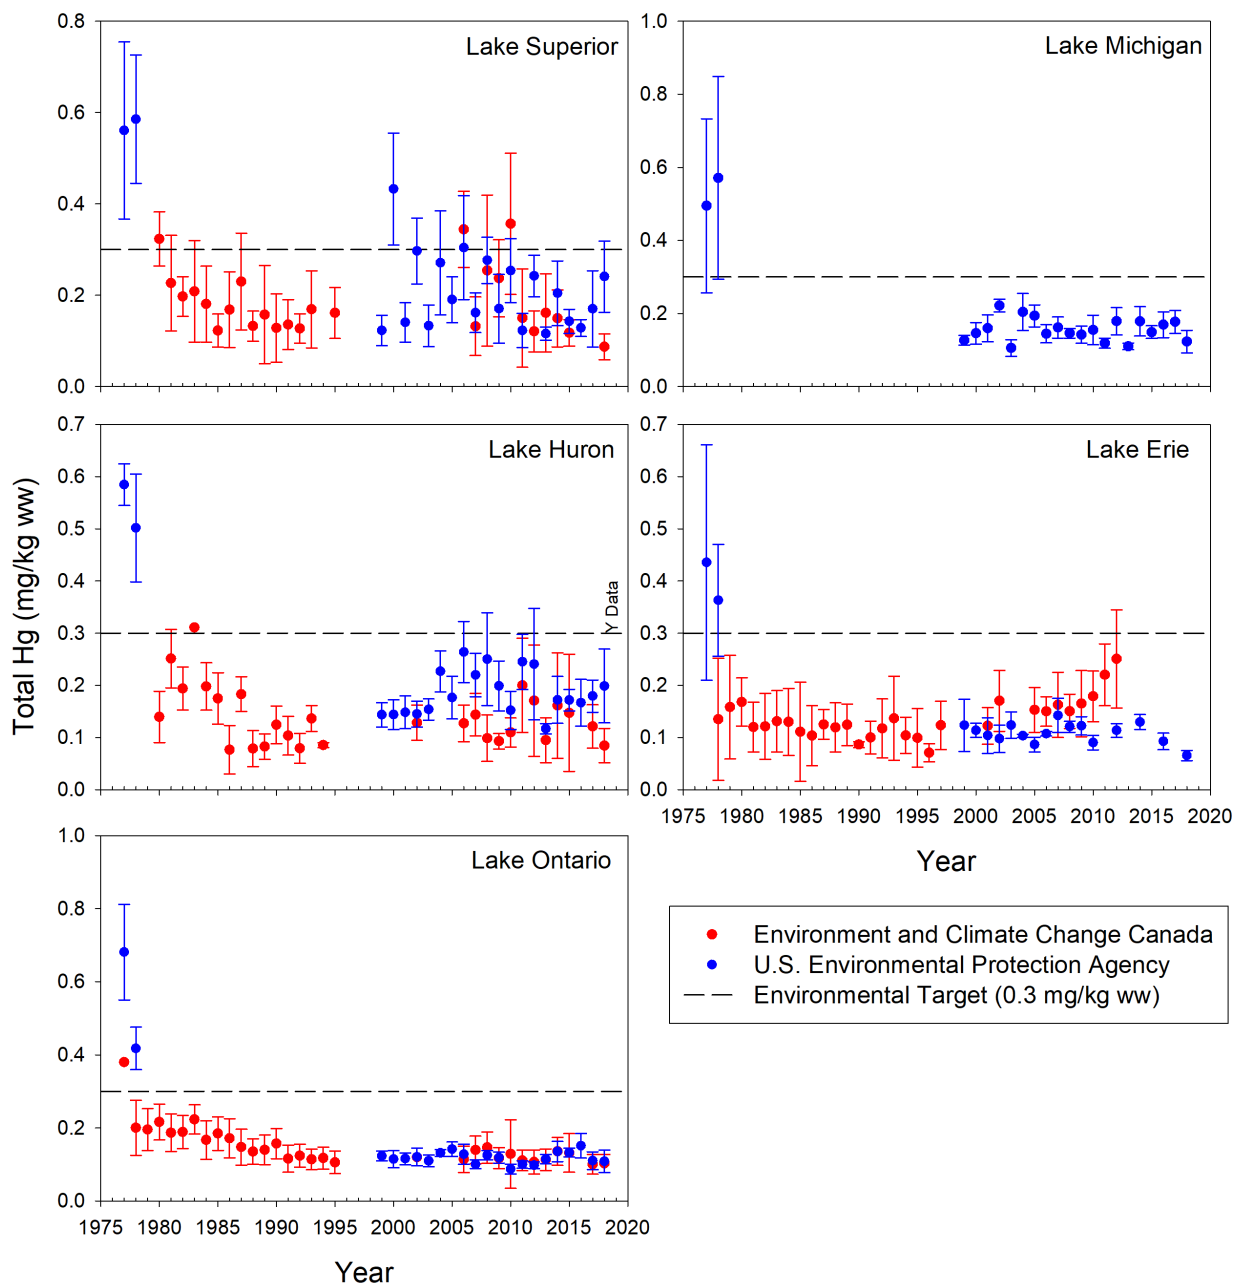 Lake Superior
0.8
0.6
0.4
0.2
0.0
Lake Michigan
1.0
0.8
0.6
0.4
0.2
0.0
Total Hg (mg/kg ww)
Lake Huron
0.7
0.6
0.5
0.4
0.3
0.2
0.1
0.0
Y Data
Lake Erie
0.7
0.6
0.5
0.4
0.3
0.2
0.1
0.0
1975 1980 1985 1990 1995 2000 2005 2010 2015 2020
Year
Lake Ontario
1.0
0.8
0.6
0.4
0.2
0.0
1975 1980 1985 1990 1995 2000 2005 2010 2015 2020
Year
Environment and Climate Change Canada
U.S. Environmental Protection Agency
Environmental Target (0.3 mg/kg ww)